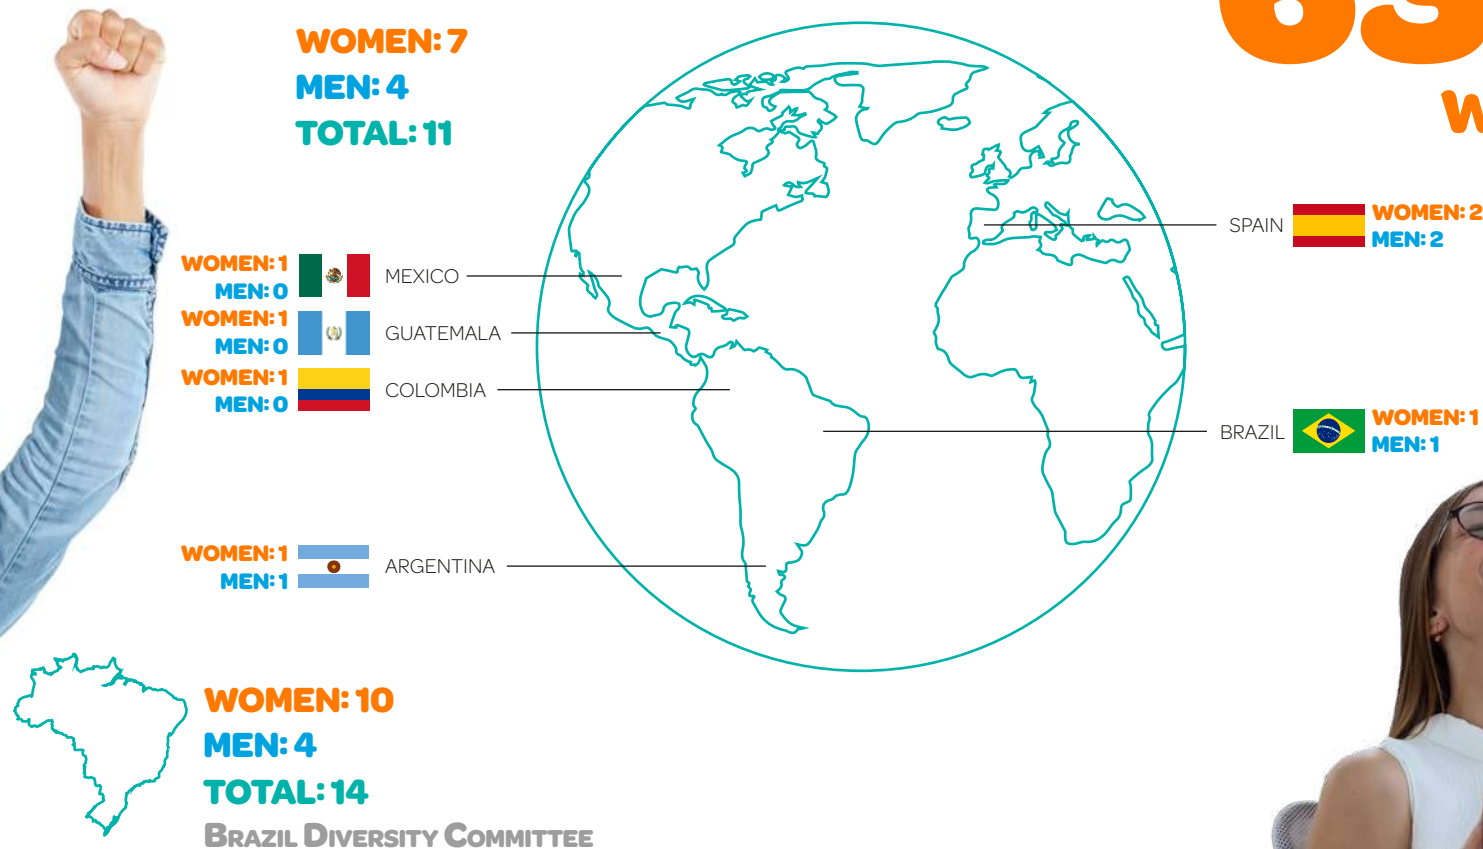 WOMEN: 7
MEN: 4
TOTAL: 11
WOMEN: 1
MEN: 0
MEXICO
WOMEN: 1
MEN: 0
GUATEMALA
WOMEN: 1
MEN: 0
COLOMBIA
WOMEN: 1
MEN: 1
ARGENTINA
SPAIN
WOMEN: 2
MEN: 2
BRAZIL
WOMEN: 1
MEN: 1
WOMEN: 10
MEN: 4
TOTAL: 14
BRAZIL DIVERSITY COMMITTEE